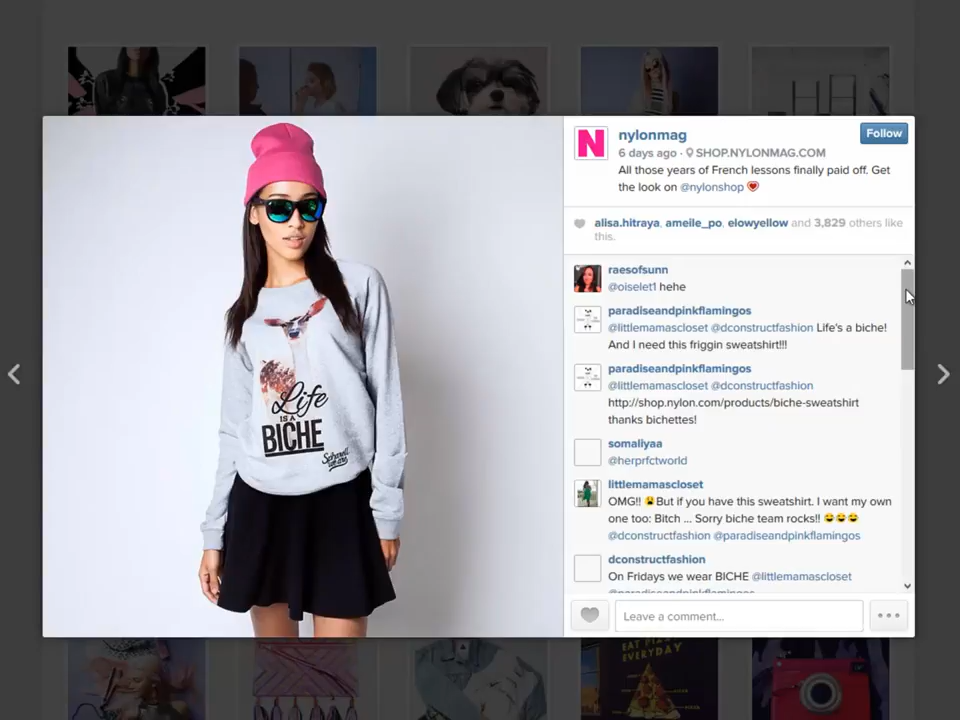 N
nylonmag
Follow
6 days ago · SHOP.NYLONMAG.COM
All those years of French lessons finally paid off. Get
the look on @nylonshop
alisa.hitraya, ameile_po, elowyellow and 3,829 others like
this.
raesofsunn
@oiselet1 hehe
paradiseandpinkflamingos
@littlemamascloset @dconstructfashion Life's a biche!
And I need this friggin sweatshirt!!!
paradiseandpinkflamingos
@littlemamascloset @dconstructfashion
http://shop.nylon.com/products/biche-sweatshirt
thanks bichettes!
somaliyaa
@herprfctworld
littlemamascloset
OMG!! 😭But if you have this sweatshirt. I want my own
one too: Bitch ... Sorry biche team rocks!! 😄😄😄
@dconstructfashion @paradiseandpinkflamingos
dconstructfashion
On Fridays we wear BICHE @littlemamascloset
@paradiseandpinkflamingos
Leave a comment...
Life
IS A
BICHE
EAT PIZZA
EVERYDAY